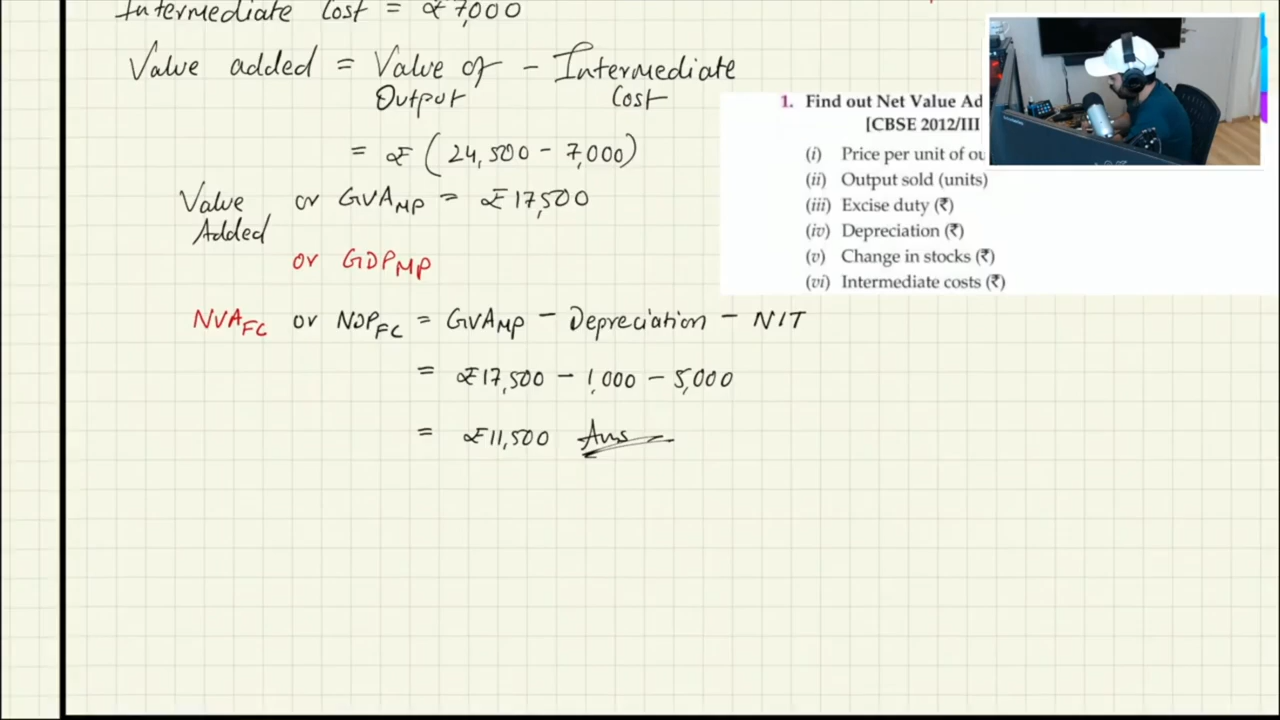 Intermediate Cost = ₹7,000
Value added = Value of Output - Intermediate Cost
= ₹ (24,500 - 7,000)
Value Added or GVAMP = ₹17,500
or GDPMP
NVAFC or NDPFC = GVAMP - Depreciation - NIT
= ₹17,500 - 1,000 - 5,000
= ₹11,500 Ans
1. Find out Net Value Ad
[CBSE 2012/III
(i) Price per unit of ou
(ii) Output sold (units)
(iii) Excise duty (₹)
(iv) Depreciation (₹)
(v) Change in stocks (₹)
(vi) Intermediate costs (₹)